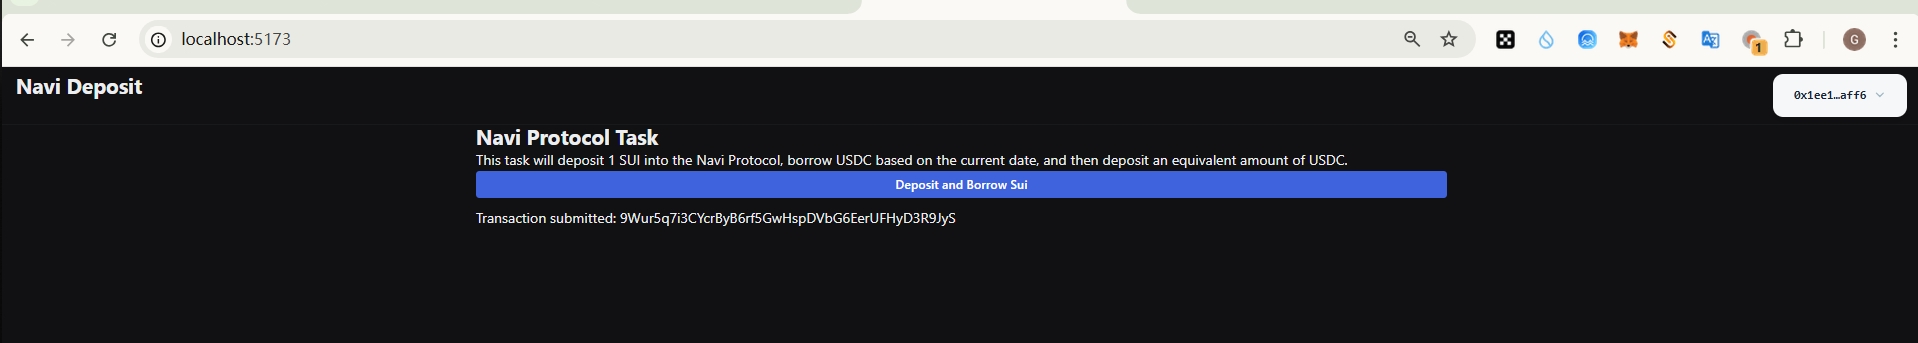 localhost:5173
1
G
Navi Deposit
0x1ee1…aff6
Navi Protocol Task
This task will deposit 1 SUI into the Navi Protocol, borrow USDC based on the current date, and then deposit an equivalent amount of USDC.
Deposit and Borrow Sui
Transaction submitted: 9Wur5q7i3CYcrByB6rf5GwHspDVbG6EerUFHyD3R9JyS